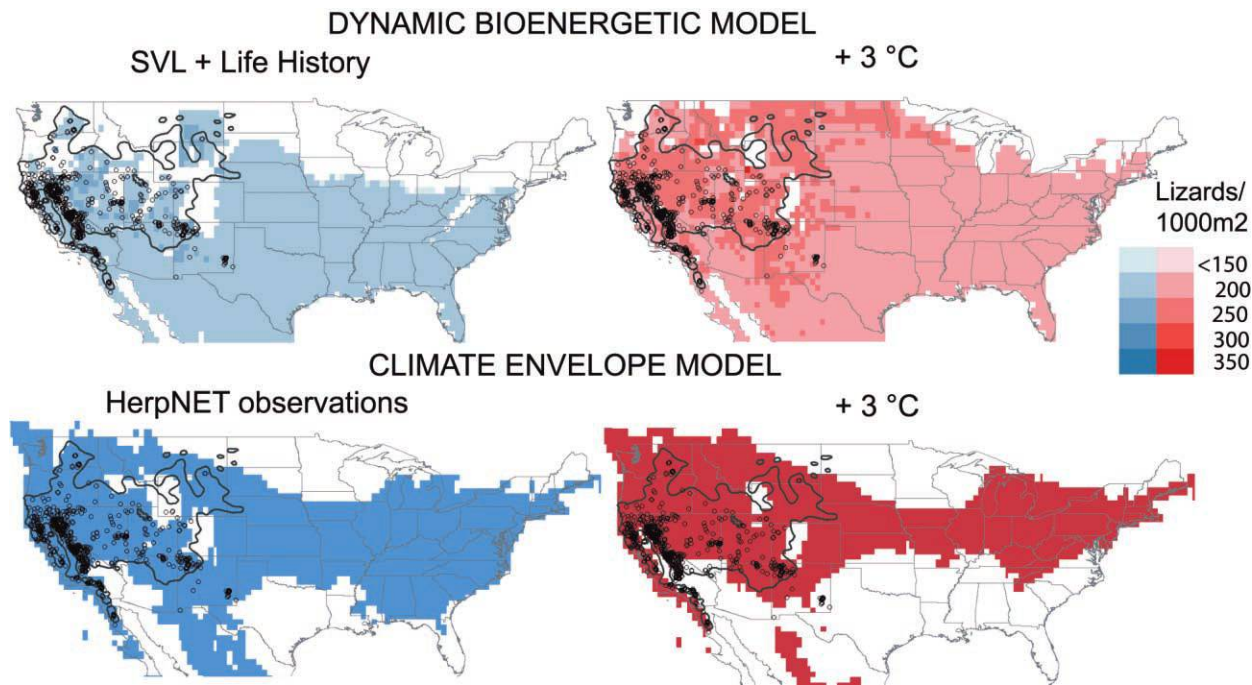 DYNAMIC BIOENERGETIC MODEL
SVL + Life History
+ 3 °C
Lizards/
1000m2
<150
200
250
300
350
CLIMATE ENVELOPE MODEL
HerpNET observations
+ 3 °C